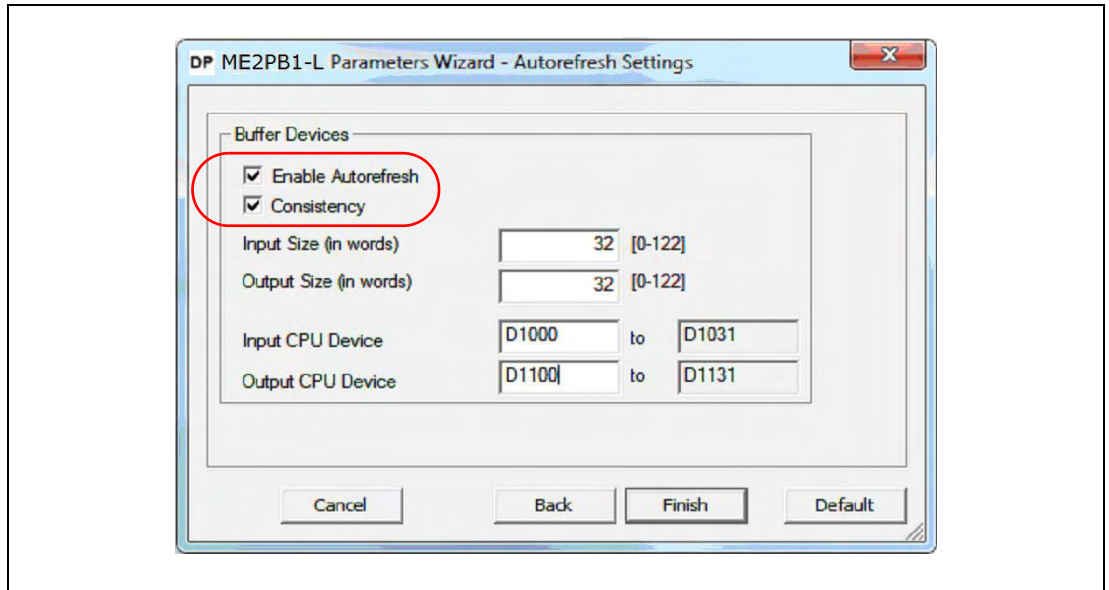 DP ME2PB1-L Parameters Wizard - Autorefresh Settings
Buffer Devices
Enable Autorefresh
Consistency
Input Size (in words) 32 [0-122]
Output Size (in words) 32 [0-122]
Input CPU Device D1000 to D1031
Output CPU Device D1100 to D1131
Cancel Back Finish Default